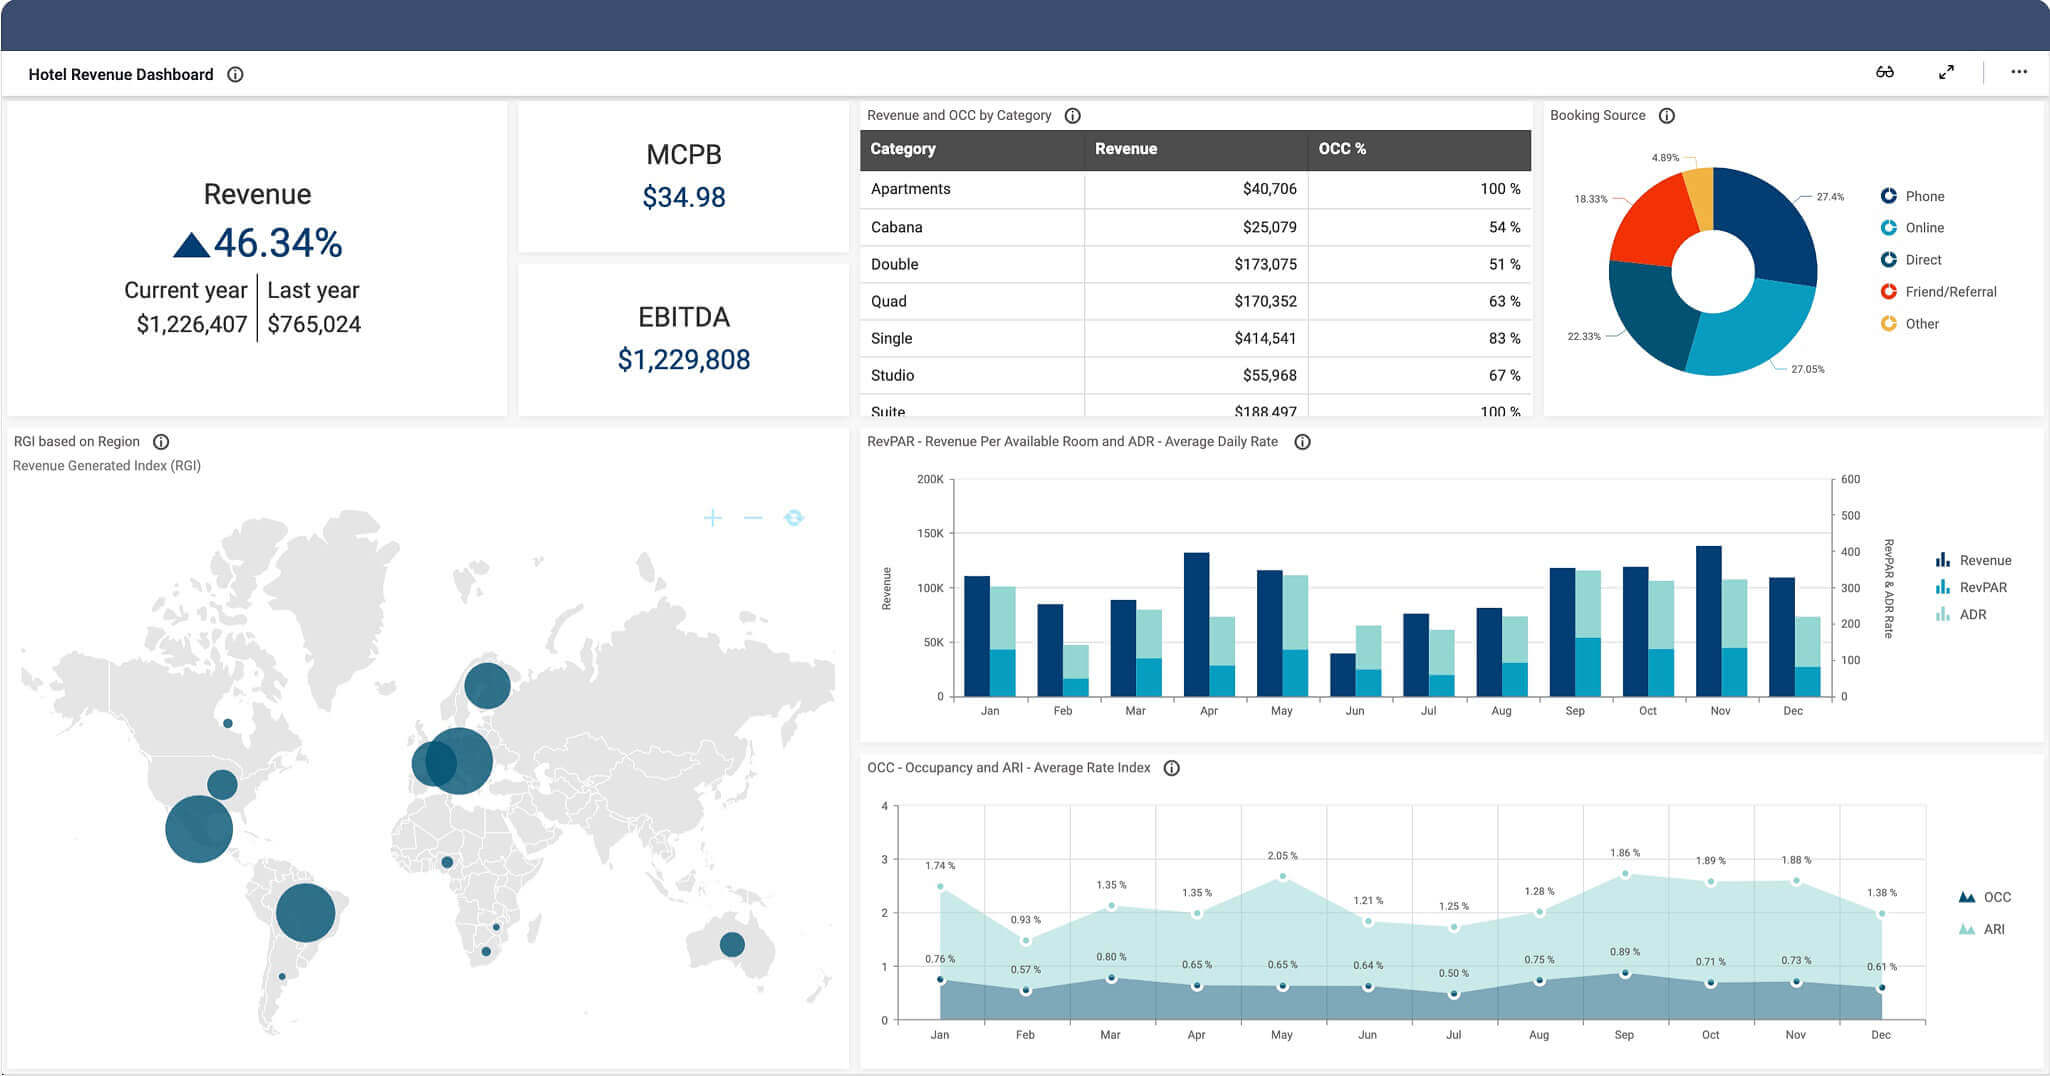 Hotel Revenue Dashboard
Revenue
46.34%
Current year
Last year
$1,226,407
$765,024
MCPB
$34.98
EBITDA
$1,229,808
Revenue and OCC by Category
Category Revenue OCC %
Apartments $40,706 100 %
Cabana $25,079 54 %
Double $173,075 51 %
Quad $170,352 63 %
Single $414,541 83 %
Studio $55,968 67 %
Suite $188,497 100 %
Booking Source
4.89%
18.33%
27.4%
22.33%
27.05%
Phone
Online
Direct
Friend/Referral
Other
RGI based on Region
Revenue Generated Index (RGI)
RevPAR - Revenue Per Available Room and ADR - Average Daily Rate
200K
150K
100K
50K
0
Revenue
600
500
400
300
200
100
0
RevPAR & ADR Rate
Jan Feb Mar Apr May Jun Jul Aug Sep Oct Nov Dec
Revenue
RevPAR
ADR
OCC - Occupancy and ARI - Average Rate Index
4
3
2
1
0
1.74 % 0.93 % 1.35 % 1.35 % 2.05 % 1.21 % 1.25 % 1.28 % 1.86 % 1.89 % 1.88 % 1.38 %
0.76 % 0.57 % 0.80 % 0.65 % 0.65 % 0.64 % 0.50 % 0.75 % 0.89 % 0.71 % 0.73 % 0.61 %
Jan Feb Mar Apr May Jun Jul Aug Sep Oct Nov Dec
OCC
ARI